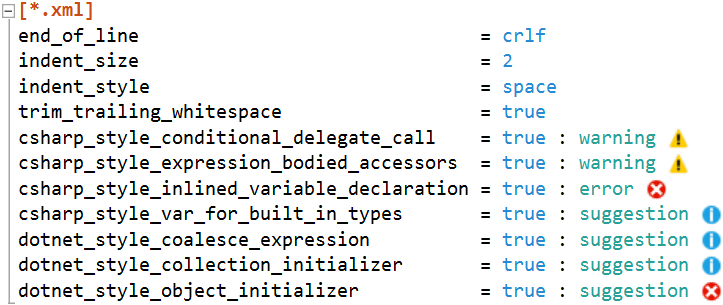 [*.xml]
end_of_line = crlf
indent_size = 2
indent_style = space
trim_trailing_whitespace = true
csharp_style_conditional_delegate_call = true : warning
csharp_style_expression_bodied_accessors = true : warning
csharp_style_inlined_variable_declaration = true : error
csharp_style_var_for_built_in_types = true : suggestion
dotnet_style_coalesce_expression = true : suggestion
dotnet_style_collection_initializer = true : suggestion
dotnet_style_object_initializer = true : suggestion